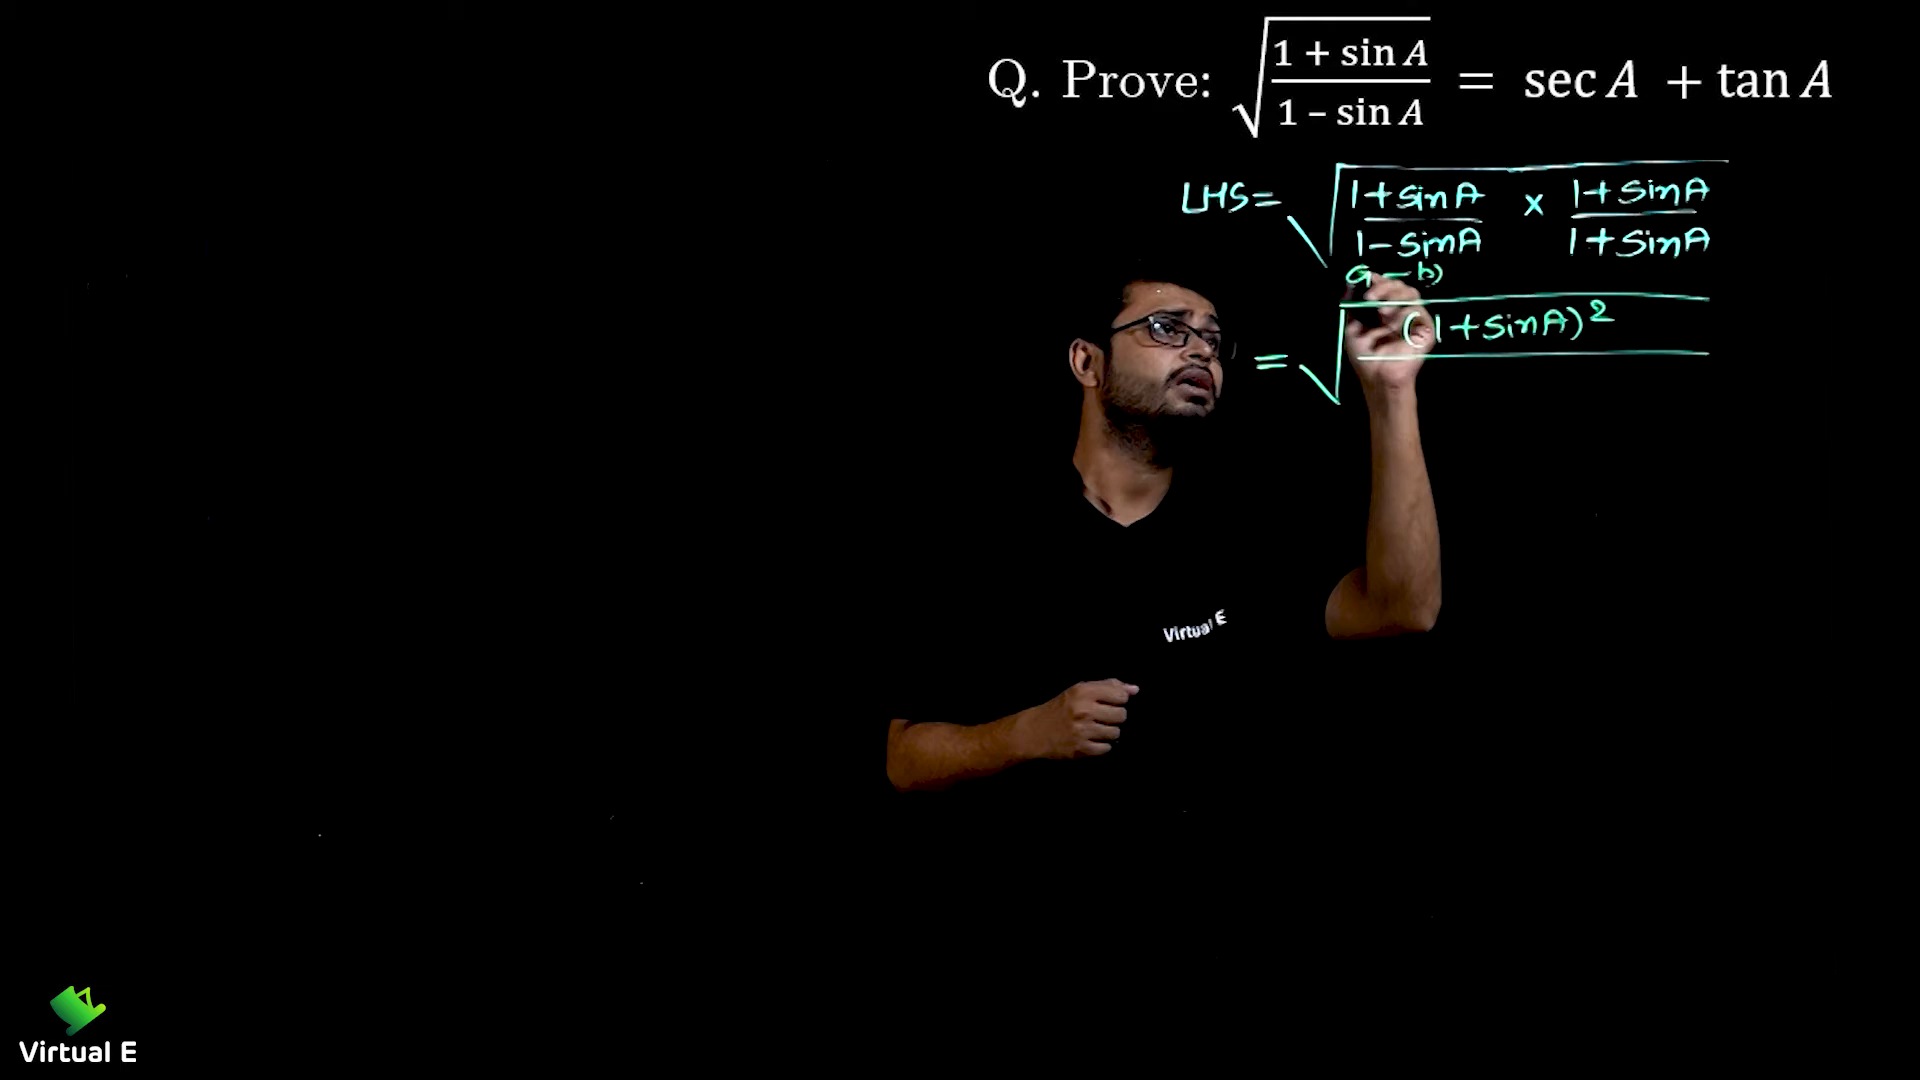 Q. Prove: √((1 + sin A)/(1 – sin A)) = sec A + tan A
LHS = √((1+sinA)/(1-sinA) × (1+sinA)/(1+sinA))
a - b)
= √((1+sinA)²
Virtual E
Virtual E